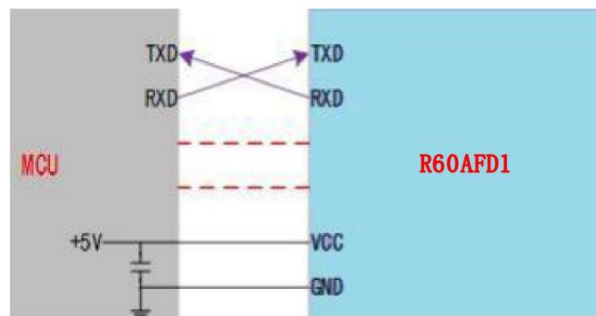 TXD TXD
RXD RXD
MCU R60AFD1
+5V VCC
GND